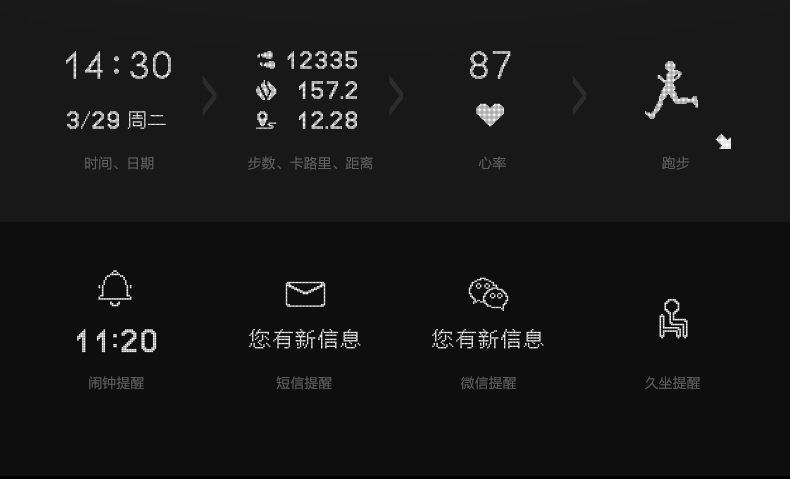 14:30
3/29 周二
时间、日期
12335
157.2
12.28
步数、卡路里、距离
87
心率
跑步
11:20
闹钟提醒
您有新信息
短信提醒
您有新信息
微信提醒
久坐提醒